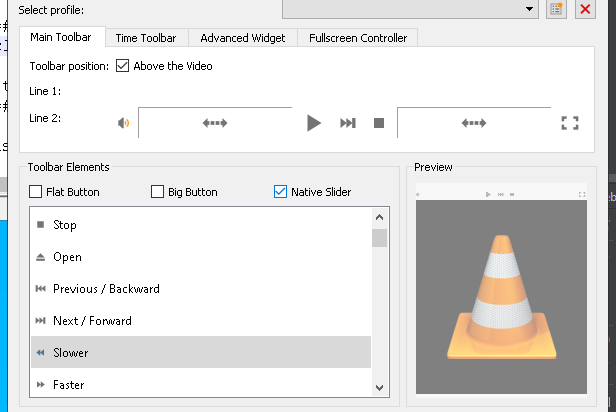 Select profile:
Main Toolbar Time Toolbar Advanced Widget Fullscreen Controller
Toolbar position: Above the Video
Line 1:
Line 2:
Toolbar Elements
Flat Button Big Button Native Slider
Stop
Open
Previous / Backward
Next / Forward
Slower
Faster
Preview